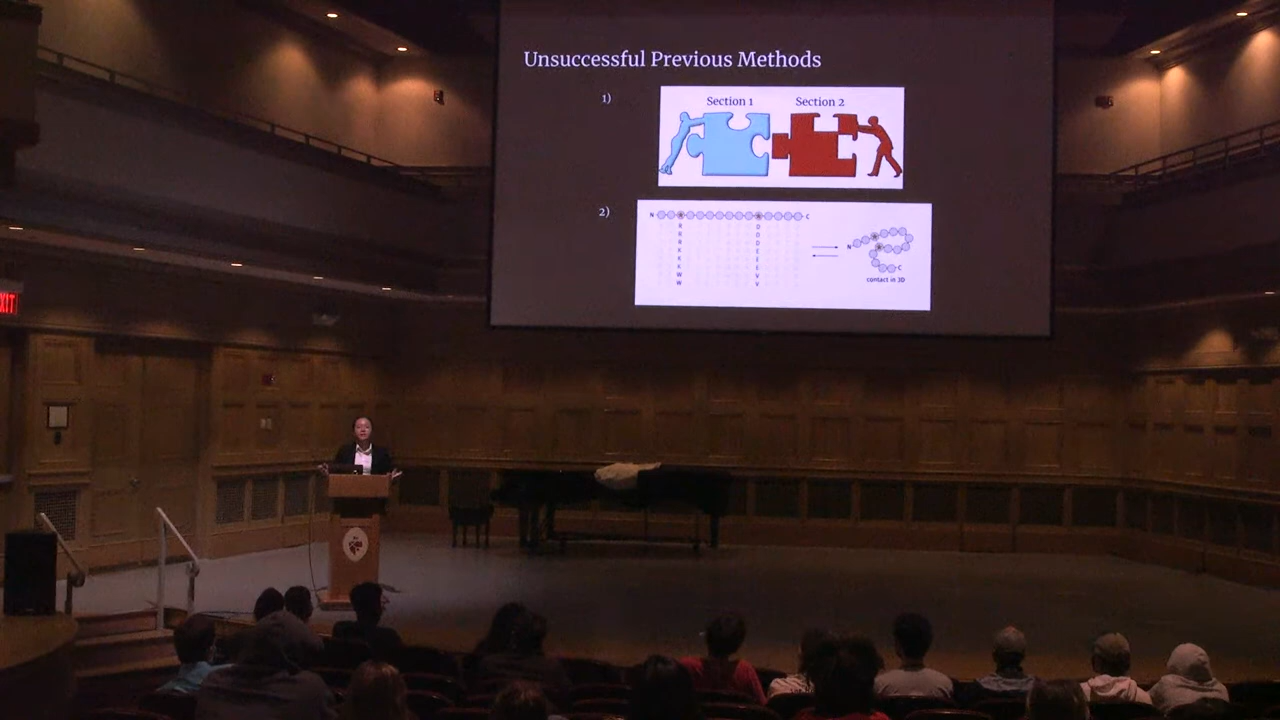 Unsuccessful Previous Methods
1)
Section 1 Section 2
2)
N C
R D
R D
R D
K E
K E
K E
W V
W V
N
C
contact in 3D
EXIT